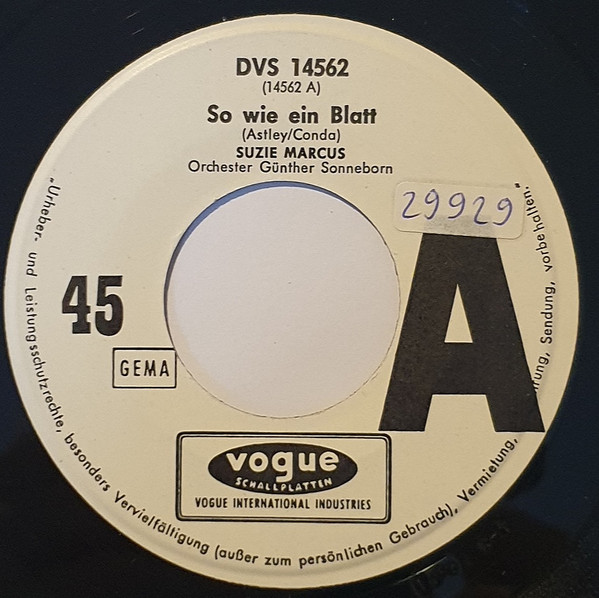 DVS 14562
(14562 A)
So wie ein Blatt
(Astley/Conda)
SUZIE MARCUS
Orchester Günther Sonneborn
29929
45
A
GEMA
vogue
SCHALLPLATTEN
VOGUE INTERNATIONAL INDUSTRIES
„Urheber- und Leistungsschutzrechte, besonders Vervielfältigung (außer zum persönlichen Gebrauch), Vermietung, Sendung, vorbehalten."